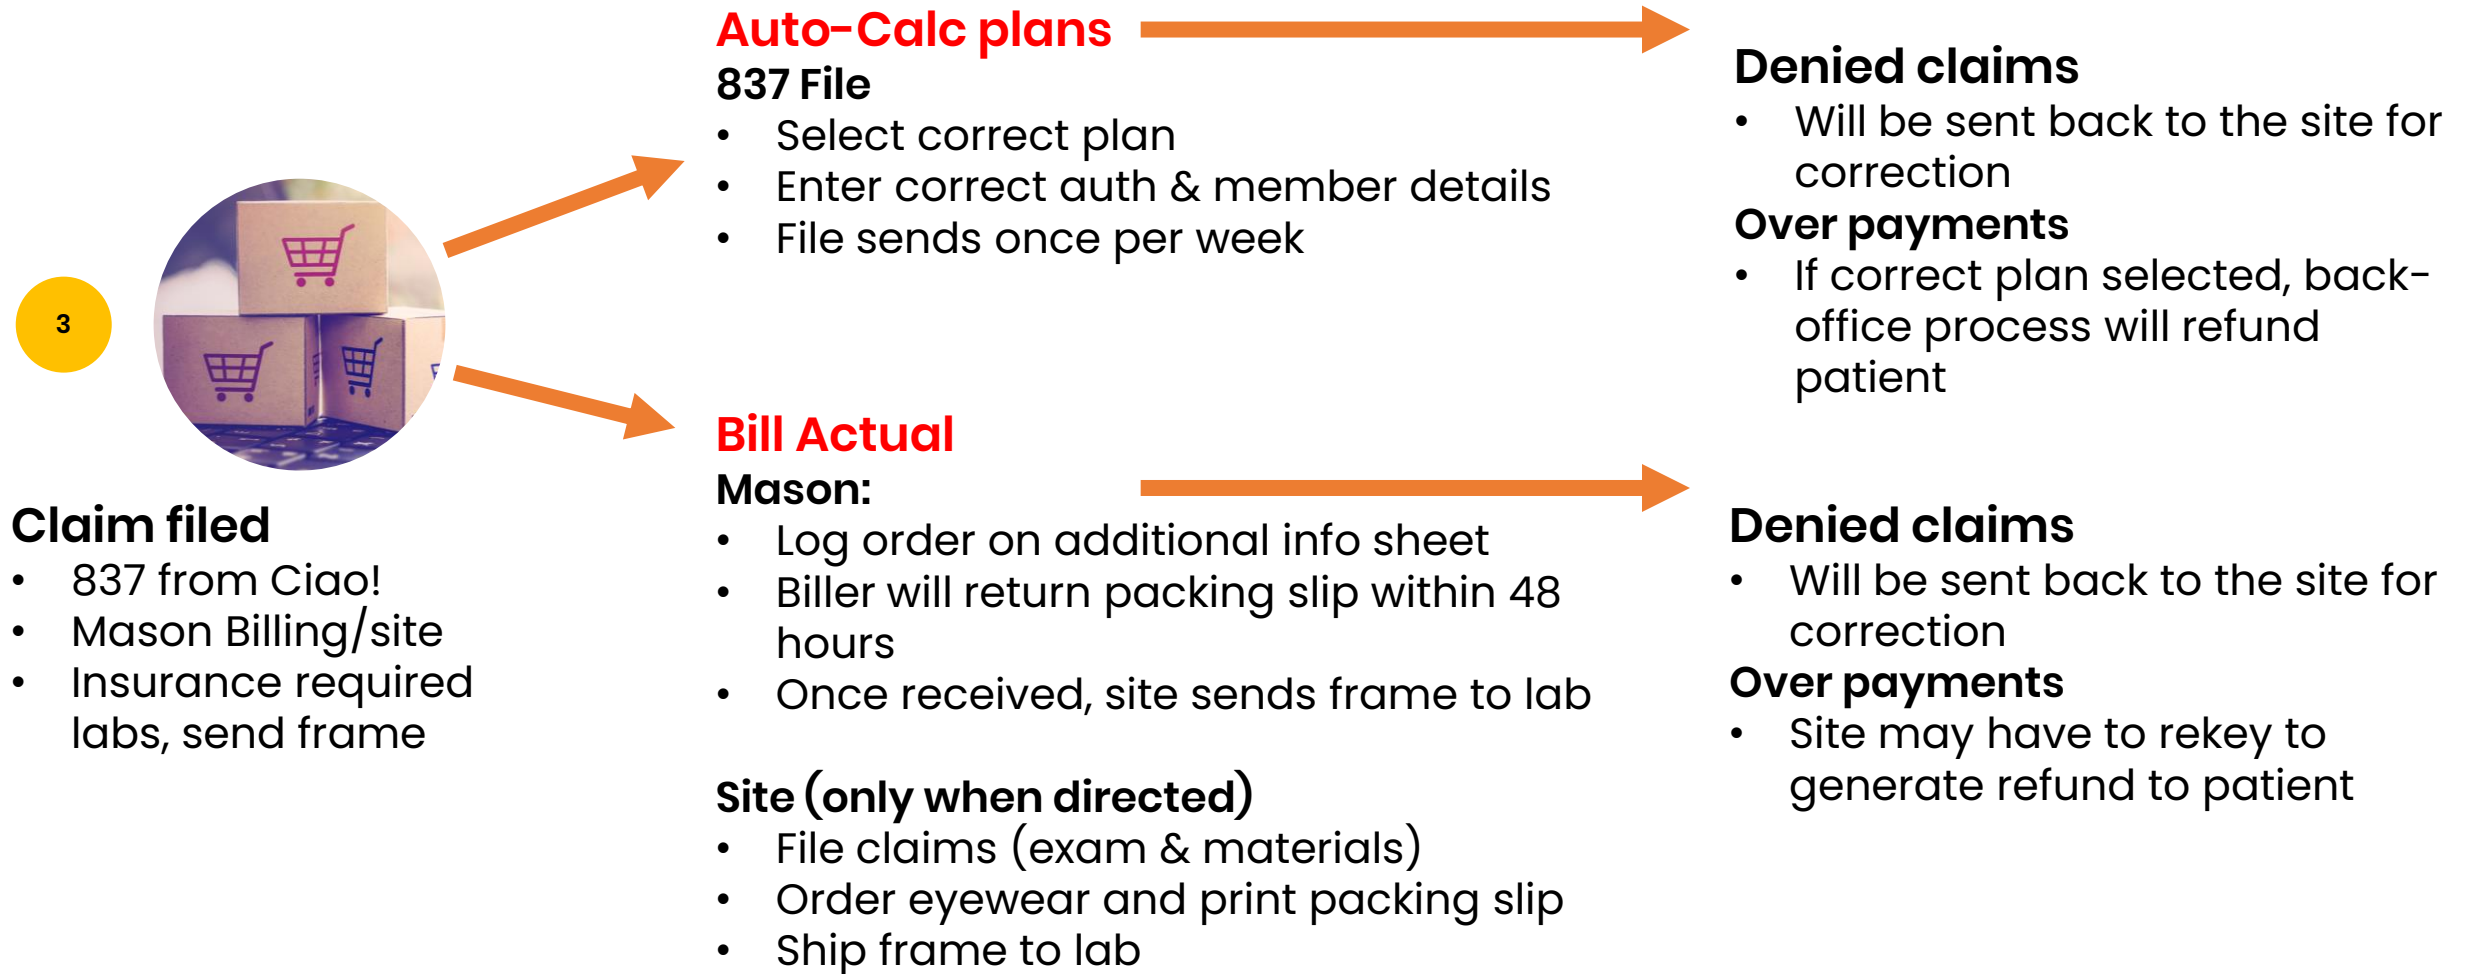 3
Claim filed
• 837 from Ciao!
• Mason Billing/site
• Insurance required
labs, send frame
Auto-Calc plans
837 File
• Select correct plan
• Enter correct auth & member details
• File sends once per week
Denied claims
• Will be sent back to the site for
correction
Over payments
• If correct plan selected, back-
office process will refund
patient
Bill Actual
Mason:
• Log order on additional info sheet
• Biller will return packing slip within 48
hours
• Once received, site sends frame to lab
Site (only when directed)
• File claims (exam & materials)
• Order eyewear and print packing slip
• Ship frame to lab
Denied claims
• Will be sent back to the site for
correction
Over payments
• Site may have to rekey to
generate refund to patient